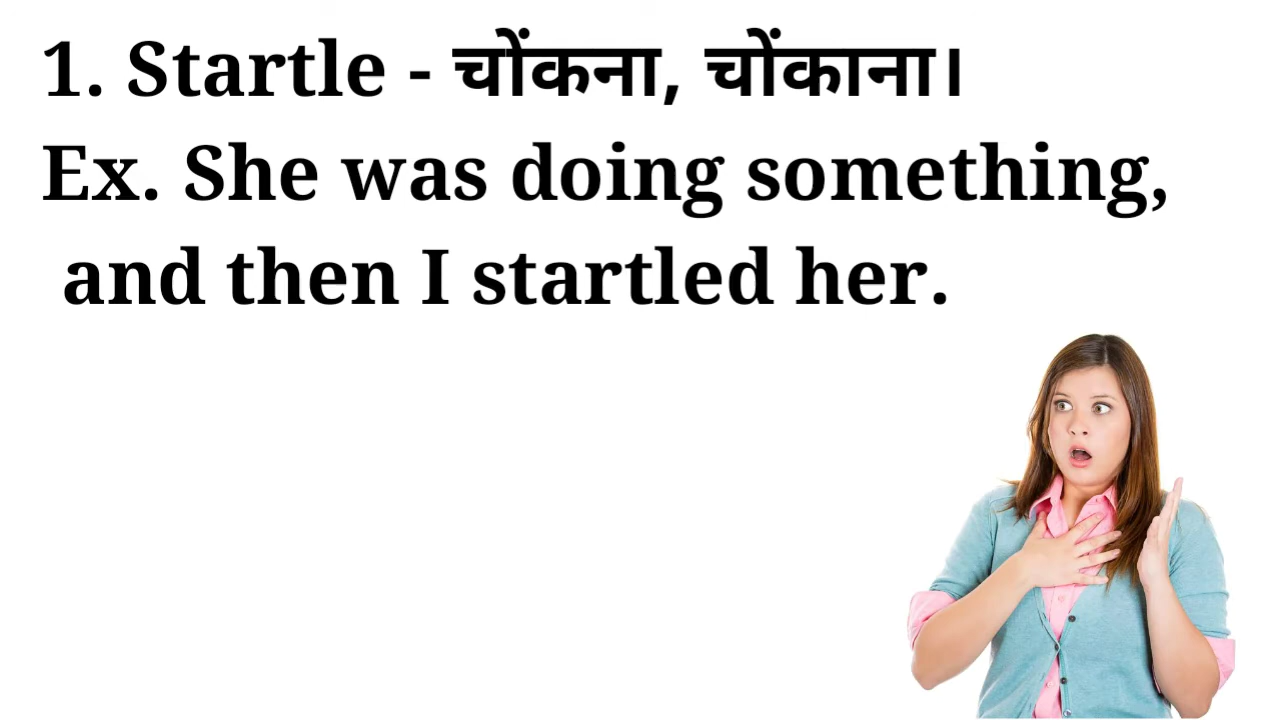 1. Startle - चोंकना, चोंकाना।
Ex. She was doing something,
and then I startled her.